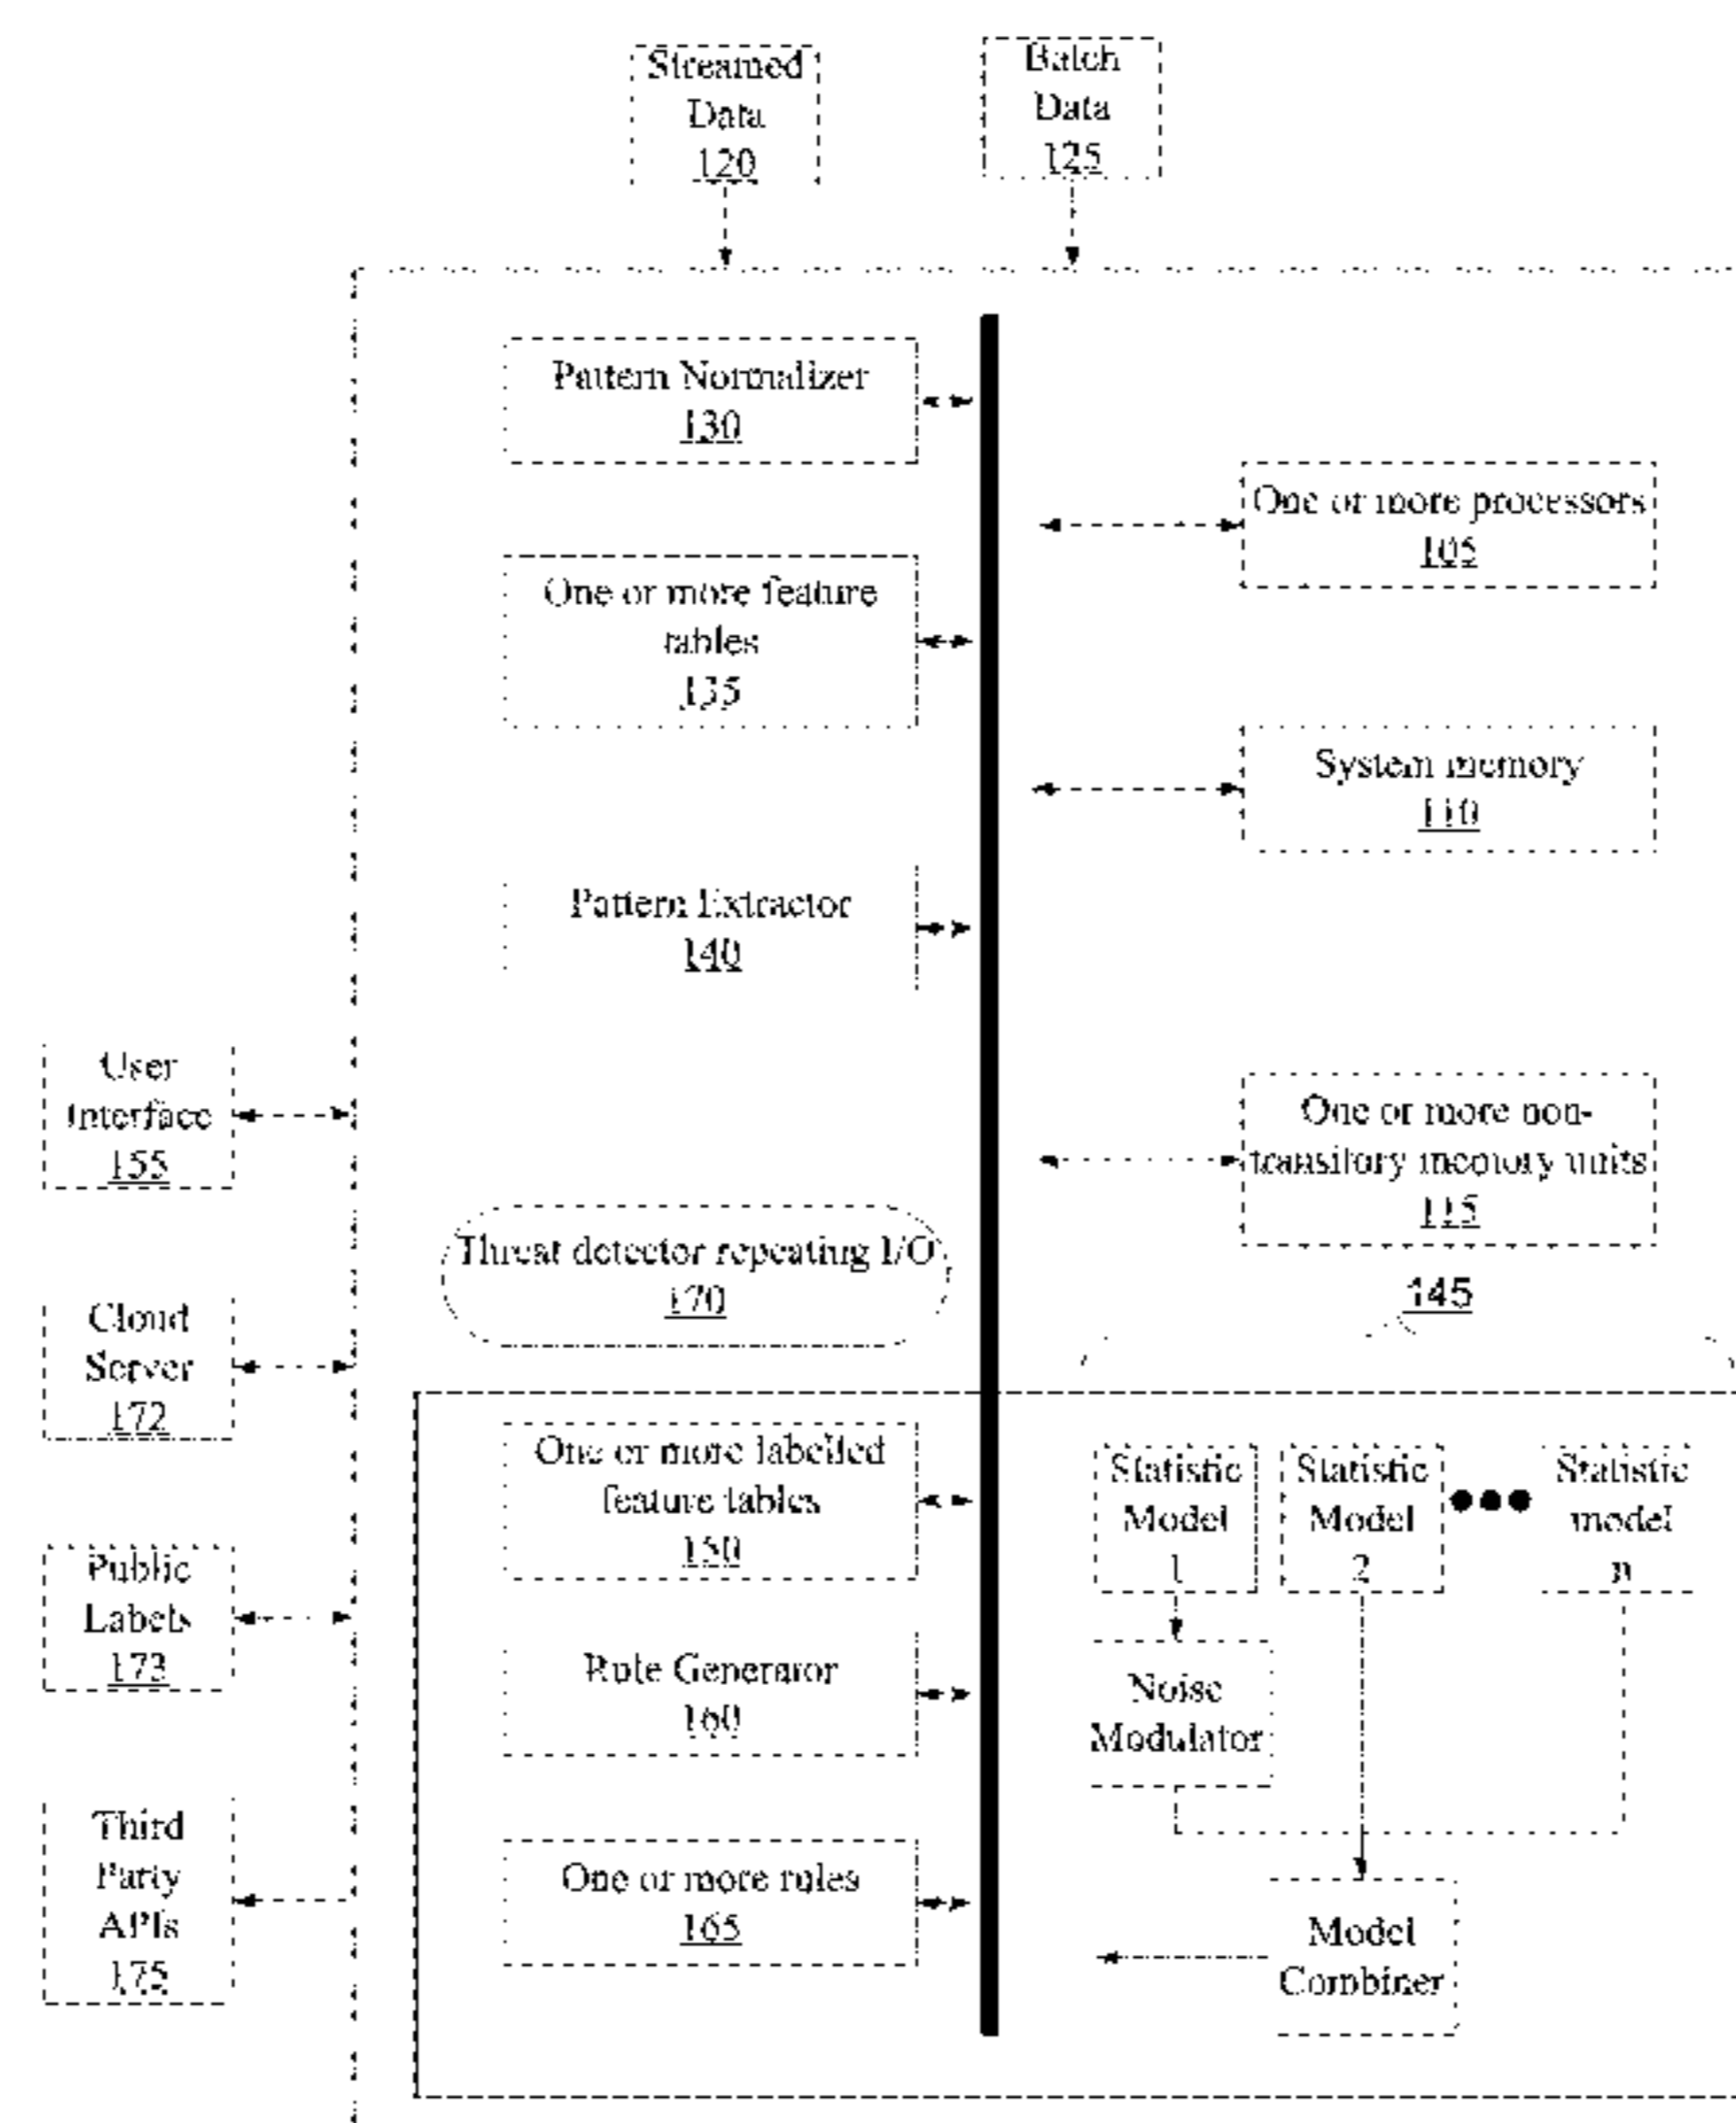 Streamed
Data
120
Batch
Data
125
Pattern Normalizer
130
One or more processors
105
One or more feature
tables
135
System memory
110
Pattern Extractor
140
User
Interface
155
One or more non-
transitory memory units
115
Threat detector repeating I/O
170
145
Cloud
Server
172
One or more labelled
feature tables
150
Statistic
Model
1
Statistic
Model
2
Statistic
model
n
Public
Labels
173
Rule Generator
160
Noise
Modulator
Third
Party
APIs
175
One or more rules
165
Model
Combiner